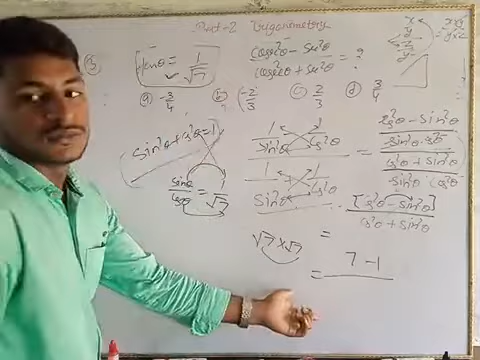 Part-2 Trigonometry
③ tanθ = 1/√7
cosec²θ - sec²θ / cosec²θ + sec²θ = ?
ⓐ -3/4 ⓑ -2/3 ⓒ 2/3 ⓓ 3/4
sin²θ + cos²θ = 1
sinθ/cosθ = 1/√7
1/sin²θ 1/cos²θ
1/sin²θ 1/cos²θ
= cos²θ - sin²θ / sin²θ cos²θ
cos²θ + sin²θ / sin²θ cos²θ
= [cos²θ - sin²θ] / cos²θ + sin²θ
√7 × √7
= 7 - 1